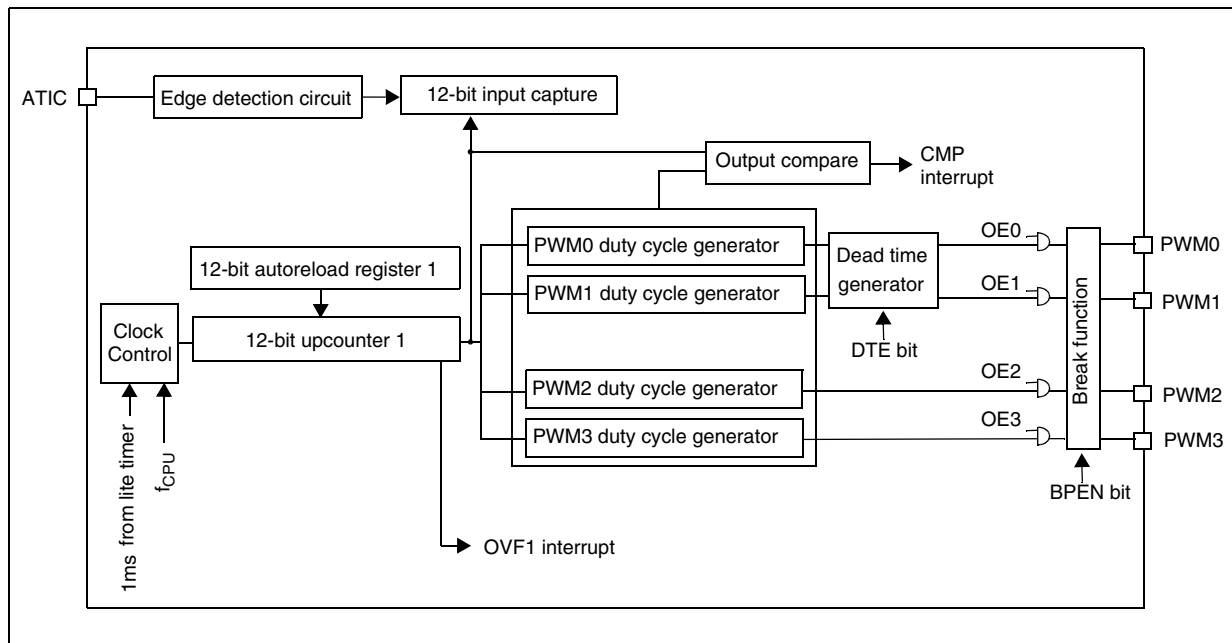 ATIC
Edge detection circuit
12-bit input capture
Output compare
CMP
interrupt
12-bit autoreload register 1
Clock
Control
12-bit upcounter 1
1ms from lite timer
fCPU
OVF1 interrupt
PWM0 duty cycle generator
PWM1 duty cycle generator
PWM2 duty cycle generator
PWM3 duty cycle generator
Dead time
generator
DTE bit
OE0
OE1
OE2
OE3
Break function
BPEN bit
PWM0
PWM1
PWM2
PWM3